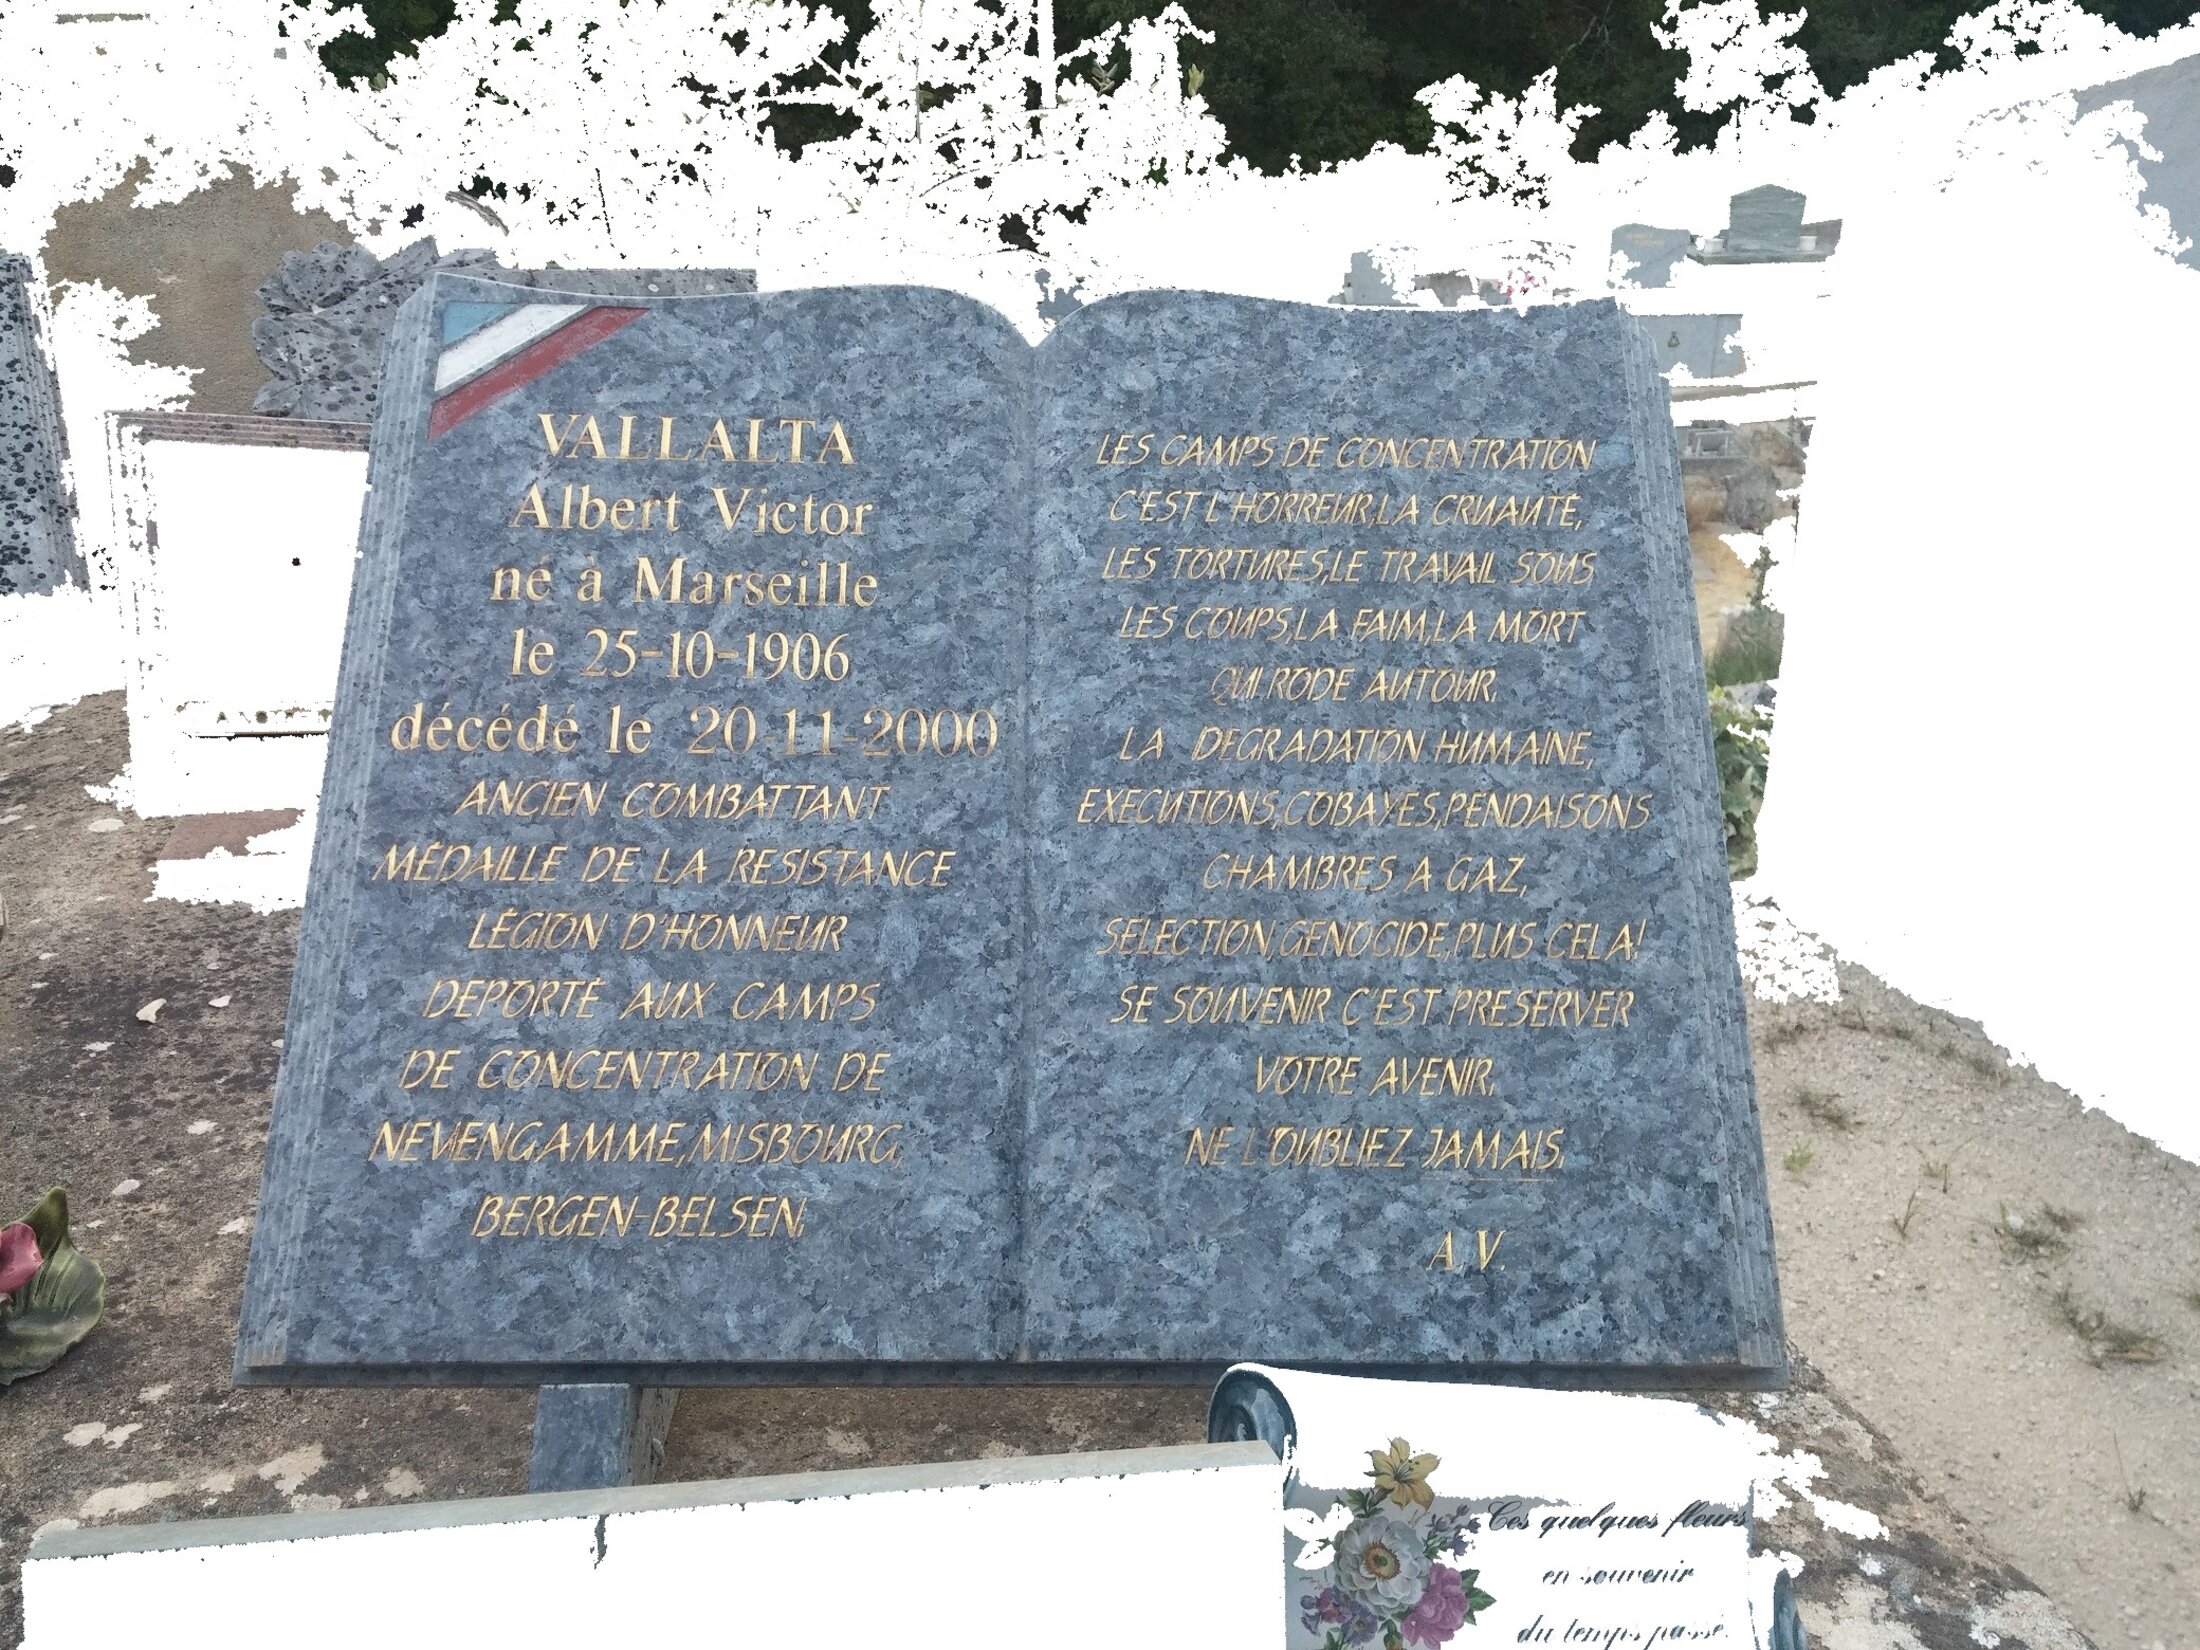 VALLALTA
Albert Victor
né à Marseille
le 25-10-1906
décédé le 20-11-2000
ANCIEN COMBATTANT
MÉDAILLE DE LA RESISTANCE
LÉGION D'HONNEUR
DEPORTÉ AUX CAMPS
DE CONCENTRATION DE
NEUENGAMME, MISBOURG,
BERGEN-BELSEN,
LES CAMPS DE CONCENTRATION
C'EST L'HORREUR, LA CRUAUTÉ,
LES TORTURES, LE TRAVAIL SOUS
LES COUPS, LA FAIM, LA MORT
QUI RODE AUTOUR.
LA DEGRADATION HUMAINE,
EXECUTIONS, COBAYES, PENDAISONS
CHAMBRES A GAZ,
SELECTION, GENOCIDE, PLUS CELA!
SE SOUVENIR C'EST PRESERVER
VOTRE AVENIR,
NE L'OUBLIEZ JAMAIS.
A.V.
Ces quelques fleurs
en souvenir
du temps passé.